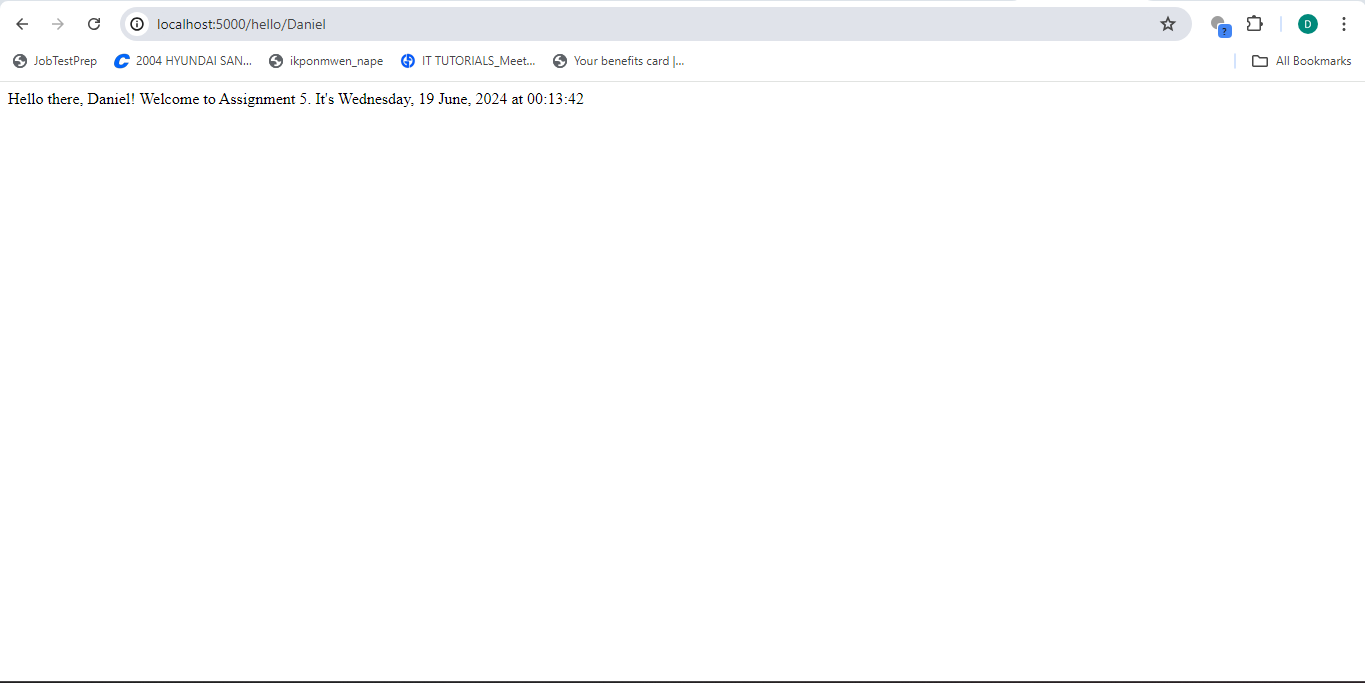 localhost:5000/hello/Daniel
D
JobTestPrep
2004 HYUNDAI SAN...
ikponmwen_nape
IT TUTORIALS_Meet...
Your benefits card |...
All Bookmarks
Hello there, Daniel! Welcome to Assignment 5. It's Wednesday, 19 June, 2024 at 00:13:42